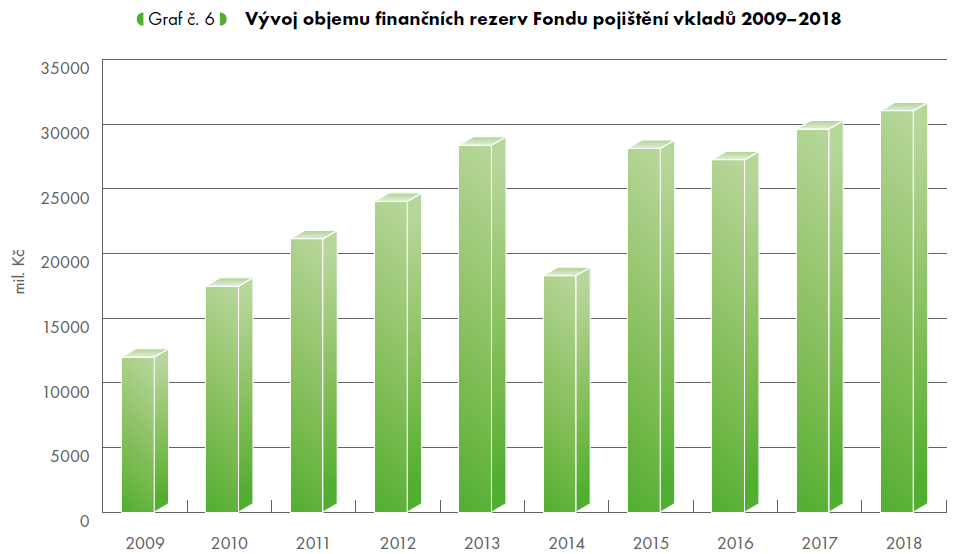 Graf č. 6 Vývoj objemu finančních rezerv Fondu pojištění vkladů 2009–2018
35000
30000
25000
20000
15000
10000
5000
0
mil. Kč
2009 2010 2011 2012 2013 2014 2015 2016 2017 2018